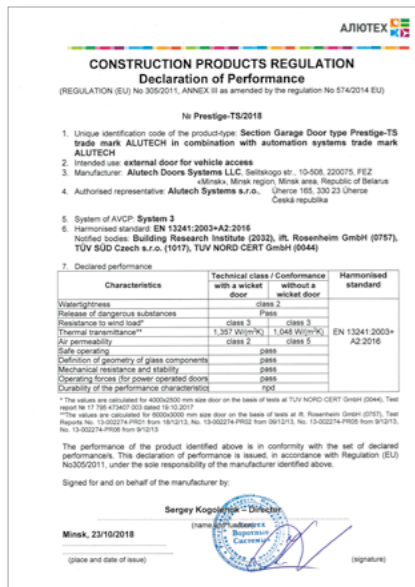 АЛЮТЕХ
CONSTRUCTION PRODUCTS REGULATION
Declaration of Performance
(REGULATION (EU) No 305/2011, ANNEX III as amended by the regulation No 574/2014 EU)
№ Prestige-TS/2018
1. Unique identification code of the product-type: Section Garage Door type Prestige-TS
trade mark ALUTECH in combination with automation systems trade mark
ALUTECH
2. Intended use: external door for vehicle access
3. Manufacturer: Alutech Doors Systems LLC, Selitskogo str., 10-508, 220075, FEZ
«Minsk», Minsk region, Minsk area, Republic of Belarus
4. Authorised representative: Alutech Systems s.r.o., Úherce 165, 330 23 Úherce
Česká republika
5. System of AVCP: System 3
6. Harmonised standard: EN 13241:2003+A2:2016
Notified bodies: Building Research Institute (2032), ift. Rosenheim GmbH (0757),
TÜV SÜD Czech s.r.o. (1017), TUV NORD CERT GmbH (0044)
7. Declared performance
Characteristics Technical class / Conformance Harmonised standard
with a wicket door without a wicket door
Watertightness class 2
Release of dangerous substances Pass
Resistance to wind load* class 3 class 3
Thermal transmittance** 1,357 W/(m²K) 1,048 W/(m²K)
Air permeability class 2 class 5
EN 13241:2003+
A2:2016
Safe operating pass
Definition of geometry of glass components pass
Mechanical resistance and stability pass
Operating forces (for power operated doors pass
Durability of the performance characteristics npd
* The values are calculated for 4000x2500 mm size door on the basis of tests at TUV NORD CERT GmbH (0044), Test
report № 17 795 473407 003 dated 19.10.2017
**The values are calculated for 5000x3000 mm size door on the basis of tests at ift. Rosenheim GmbH (0757), Test
Reports No. 13-002274-PR01 from 18/12/13, No. 13-002274-PR02 from 09/12/13, No. 13-002274-PR05 from 9/12/13,
No. 13-002274-PR06 from 9/12/13
The performance of the product identified above is in conformity with the set of declared
performance/s. This declaration of performance is issued, in accordance with Regulation (EU)
No305/2011, under the sole responsibility of the manufacturer identified above.
Signed for and on behalf of the manufacturer by:
Sergey Kogolenok – Director
Воротные
Системы
Minsk, 23/10/2018
(place and date of issue) (signature)